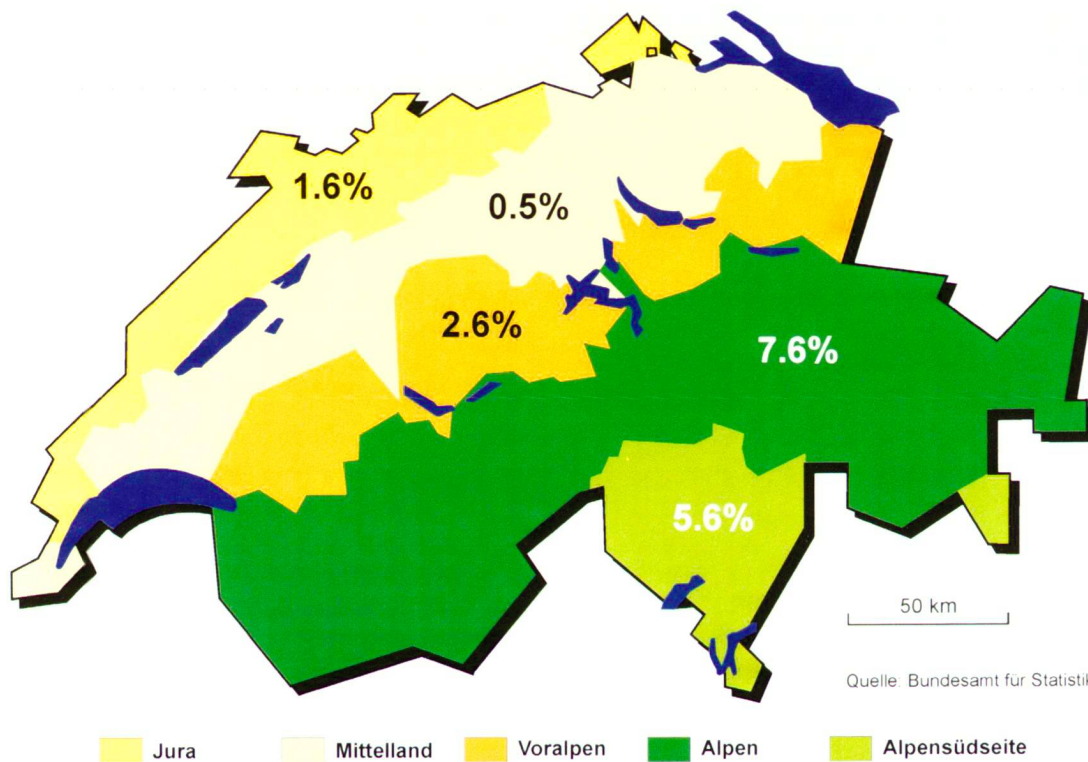 1.6%
0.5%
2.6%
7.6%
5.6%
50 km
Quelle: Bundesamt für Statistik
Jura Mittelland Voralpen Alpen Alpensüdseite